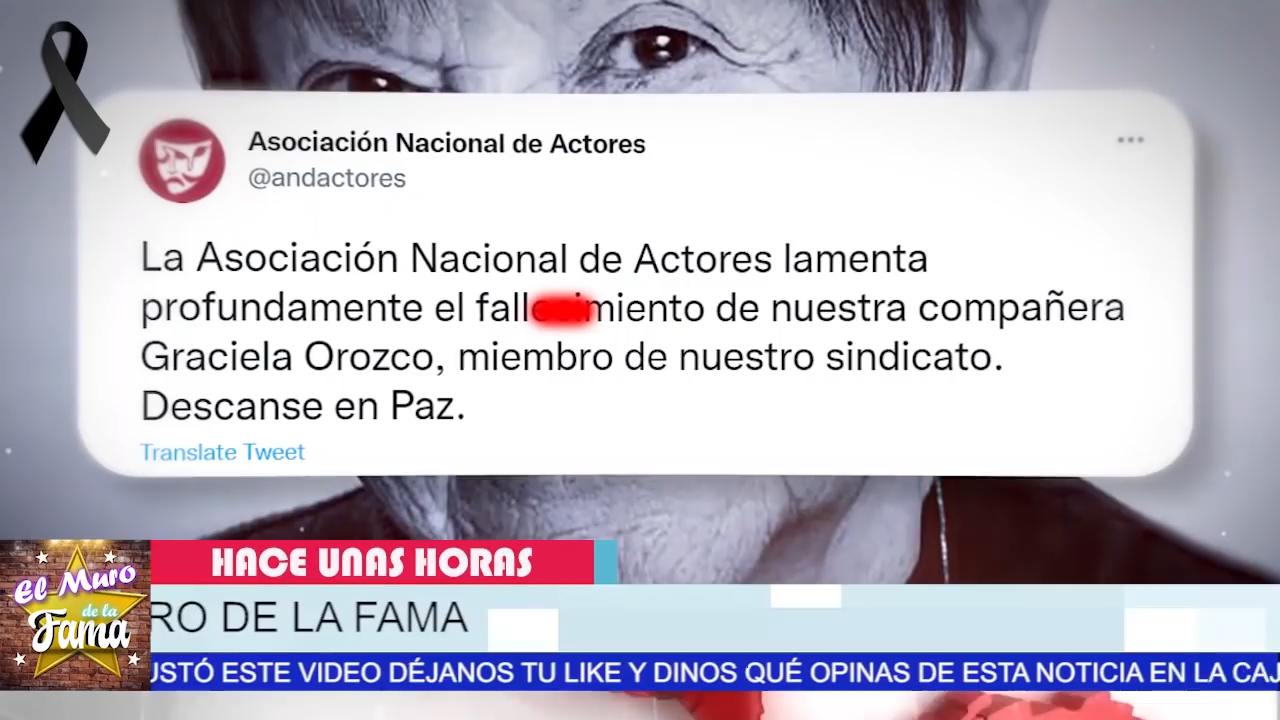 Asociación Nacional de Actores
@andactores
La Asociación Nacional de Actores lamenta
profundamente el de nuestra compañera
Graciela Orozco, miembro de nuestro sindicato.
Descanse en Paz.
Translate Tweet
HACE UNAS HORAS
El Muro
de la
Fama
RO DE LA FAMA
USTÓ ESTE VIDEO DÉJANOS TU LIKE Y DINOS QUÉ OPINAS DE ESTA NOTICIA EN LA CAJ